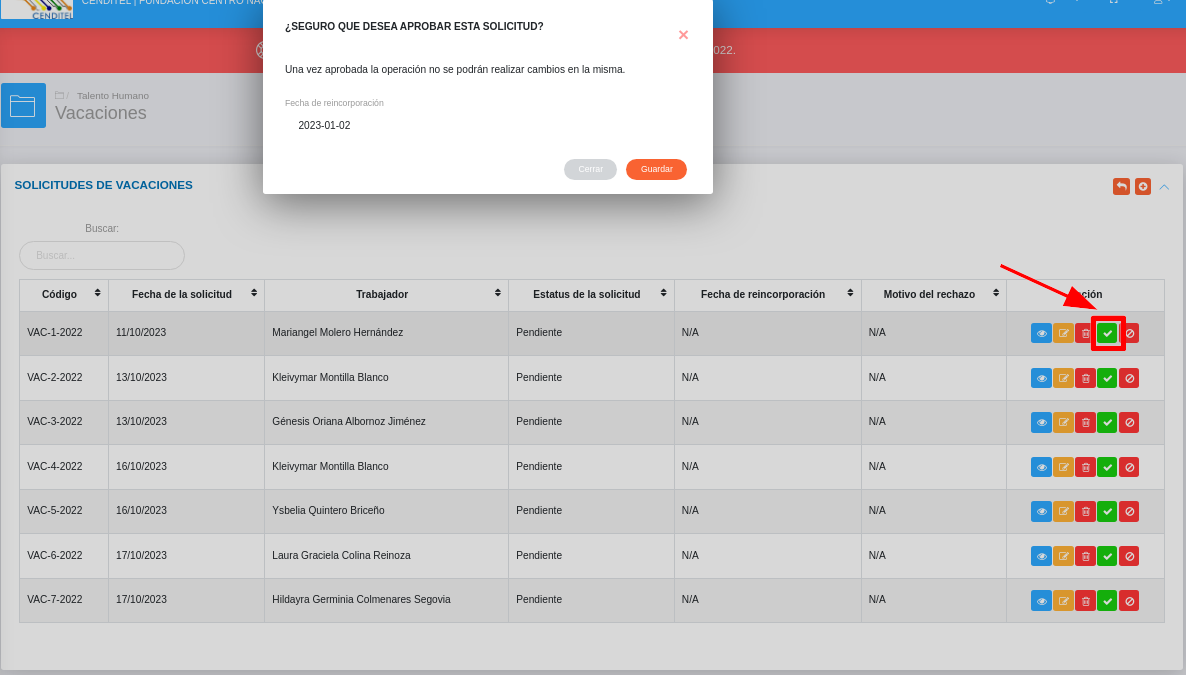 CENDITEL
CENDITEL | FUNDACIÓN CENTRO NAC
2022.
¿SEGURO QUE DESEA APROBAR ESTA SOLICITUD?
Una vez aprobada la operación no se podrán realizar cambios en la misma.
Fecha de reincorporación
2023-01-02
Cerrar Guardar
/ Talento Humano
Vacaciones
SOLICITUDES DE VACACIONES
Buscar:
Buscar...
Código Fecha de la solicitud Trabajador Estatus de la solicitud Fecha de reincorporación Motivo del rechazo ción
VAC-1-2022 11/10/2023 Mariangel Molero Hernández Pendiente N/A N/A
VAC-2-2022 13/10/2023 Kleivymar Montilla Blanco Pendiente N/A N/A
VAC-3-2022 13/10/2023 Génesis Oriana Albornoz Jiménez Pendiente N/A N/A
VAC-4-2022 16/10/2023 Kleivymar Montilla Blanco Pendiente N/A N/A
VAC-5-2022 16/10/2023 Ysbelia Quintero Briceño Pendiente N/A N/A
VAC-6-2022 17/10/2023 Laura Graciela Colina Reinoza Pendiente N/A N/A
VAC-7-2022 17/10/2023 Hildayra Germinia Colmenares Segovia Pendiente N/A N/A